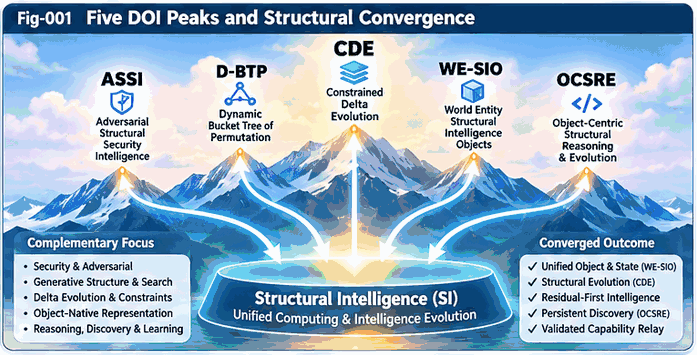 Fig-001 Five DOI Peaks and Structural Convergence
ASSI
Adversarial
Structural
Security
Intelligence
D-BTP
Dynamic
Bucket Tree of
Permutation
CDE
Constrained
Delta
Evolution
WE-SIO
World Entity
Structural
Intelligence
Objects
OCSRE
</>
Object-Centric
Structural
Reasoning
& Evolution
Complementary Focus
• Security & Adversarial
• Generative Structure & Search
• Delta Evolution & Constraints
• Object-Native Representation
• Reasoning, Discovery & Learning
Structural Intelligence (SI)
Unified Computing & Intelligence Evolution
Converged Outcome
✓ Unified Object & State (WE-SIO)
✓ Structural Evolution (CDE)
✓ Residual-First Intelligence
✓ Persistent Discovery (OCSRE)
✓ Validated Capability Relay